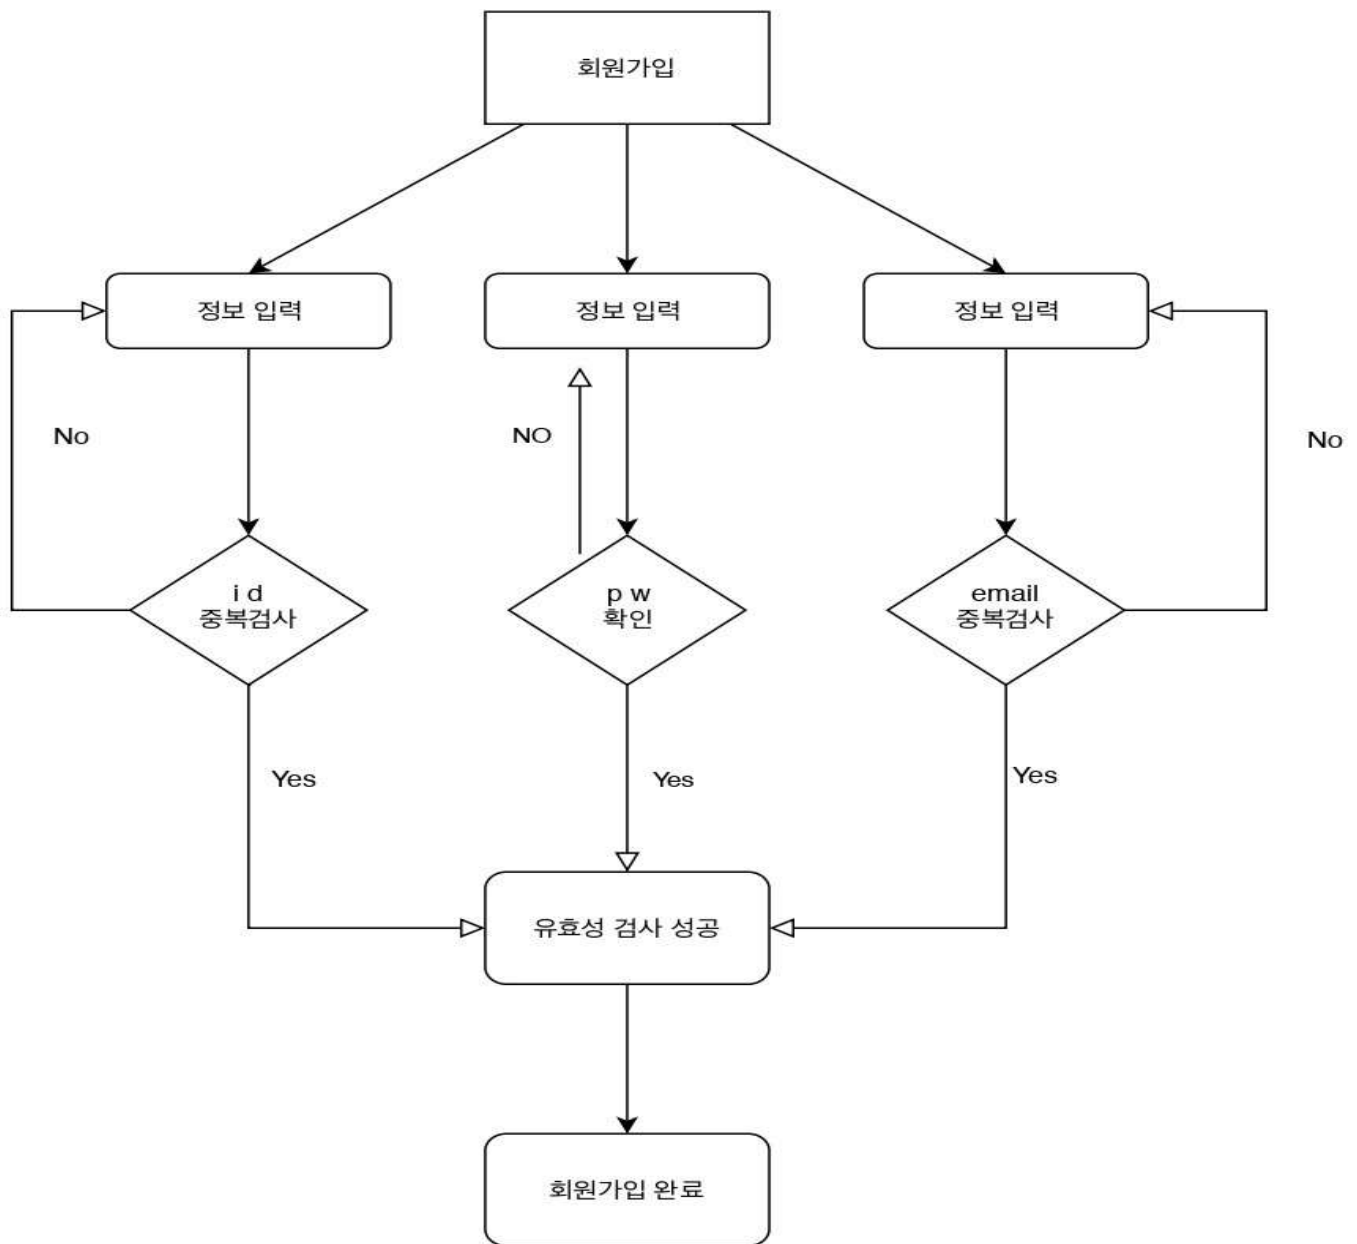 회원가입
정보 입력
정보 입력
정보 입력
No
NO
No
i d
중복검사
p w
확인
email
중복검사
Yes
Yes
Yes
유효성 검사 성공
회원가입 완료